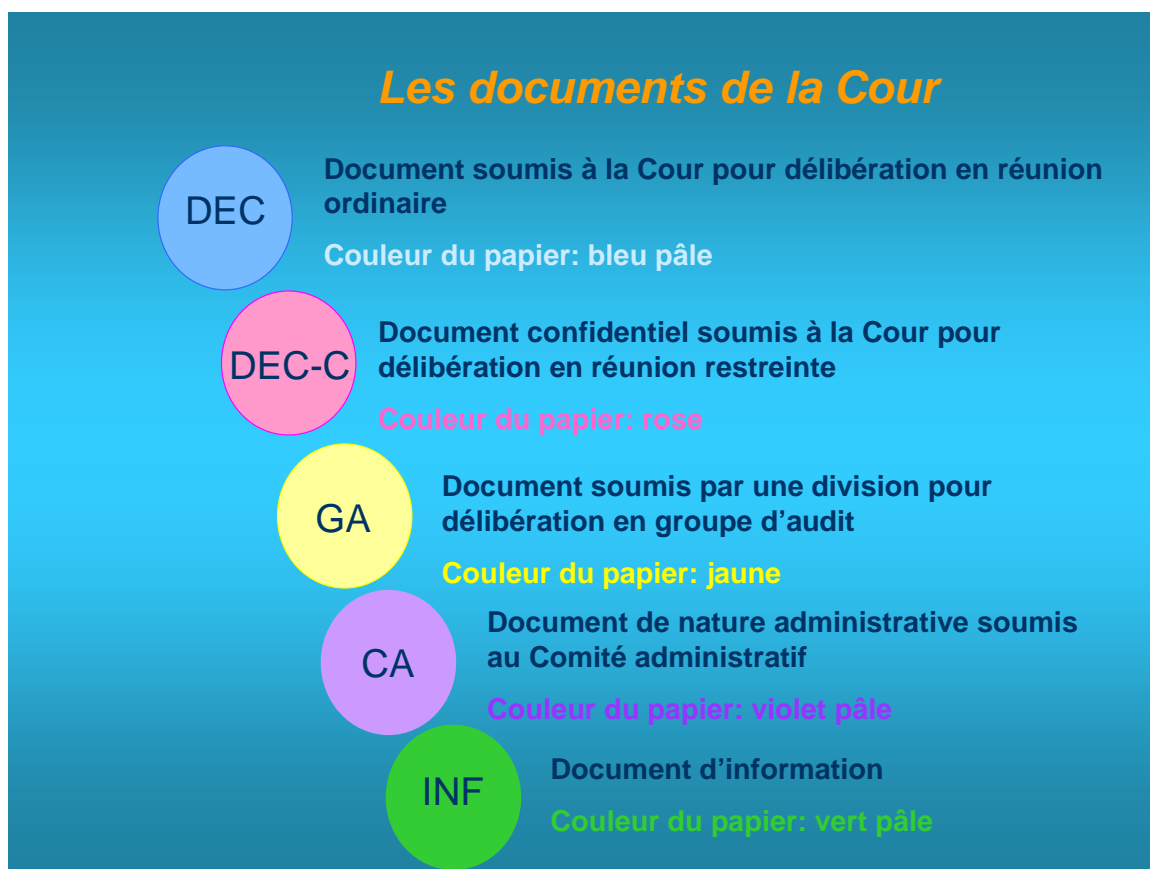 Les documents de la Cour
DEC
Document soumis à la Cour pour délibération en réunion
ordinaire
Couleur du papier: bleu pâle
DEC-C
Document confidentiel soumis à la Cour pour
délibération en réunion restreinte
Couleur du papier: rose
GA
Document soumis par une division pour
délibération en groupe d’audit
Couleur du papier: jaune
CA
Document de nature administrative soumis
au Comité administratif
Couleur du papier: violet pâle
INF
Document d’information
Couleur du papier: vert pâle